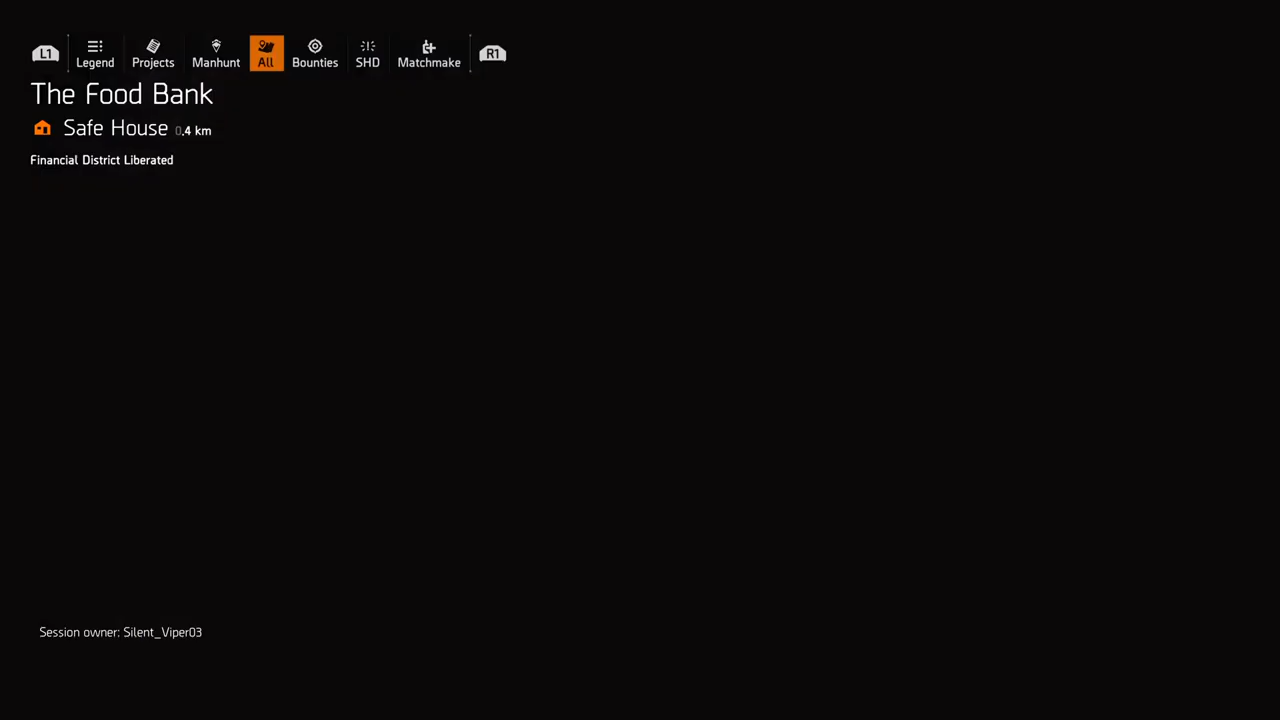 L1 Legend Projects Manhunt All Bounties SHD Matchmake R1
The Food Bank
Safe House 0.4 km
Financial District Liberated
Session owner: Silent_Viper03